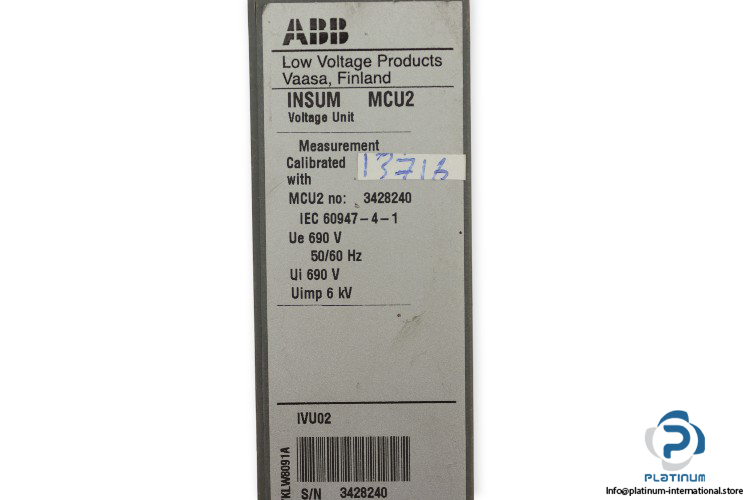 ABB
Low Voltage Products
Vaasa, Finland
INSUM MCU2
Voltage Unit
Measurement
Calibrated
with
13716
MCU2 no: 3428240
IEC 60947-4-1
Ue 690 V
50/60 Hz
Ui 690 V
Uimp 6 kV
IVU02
KLW8091A
S/N 3428240
PLATINUM
Info@platinum-international.store